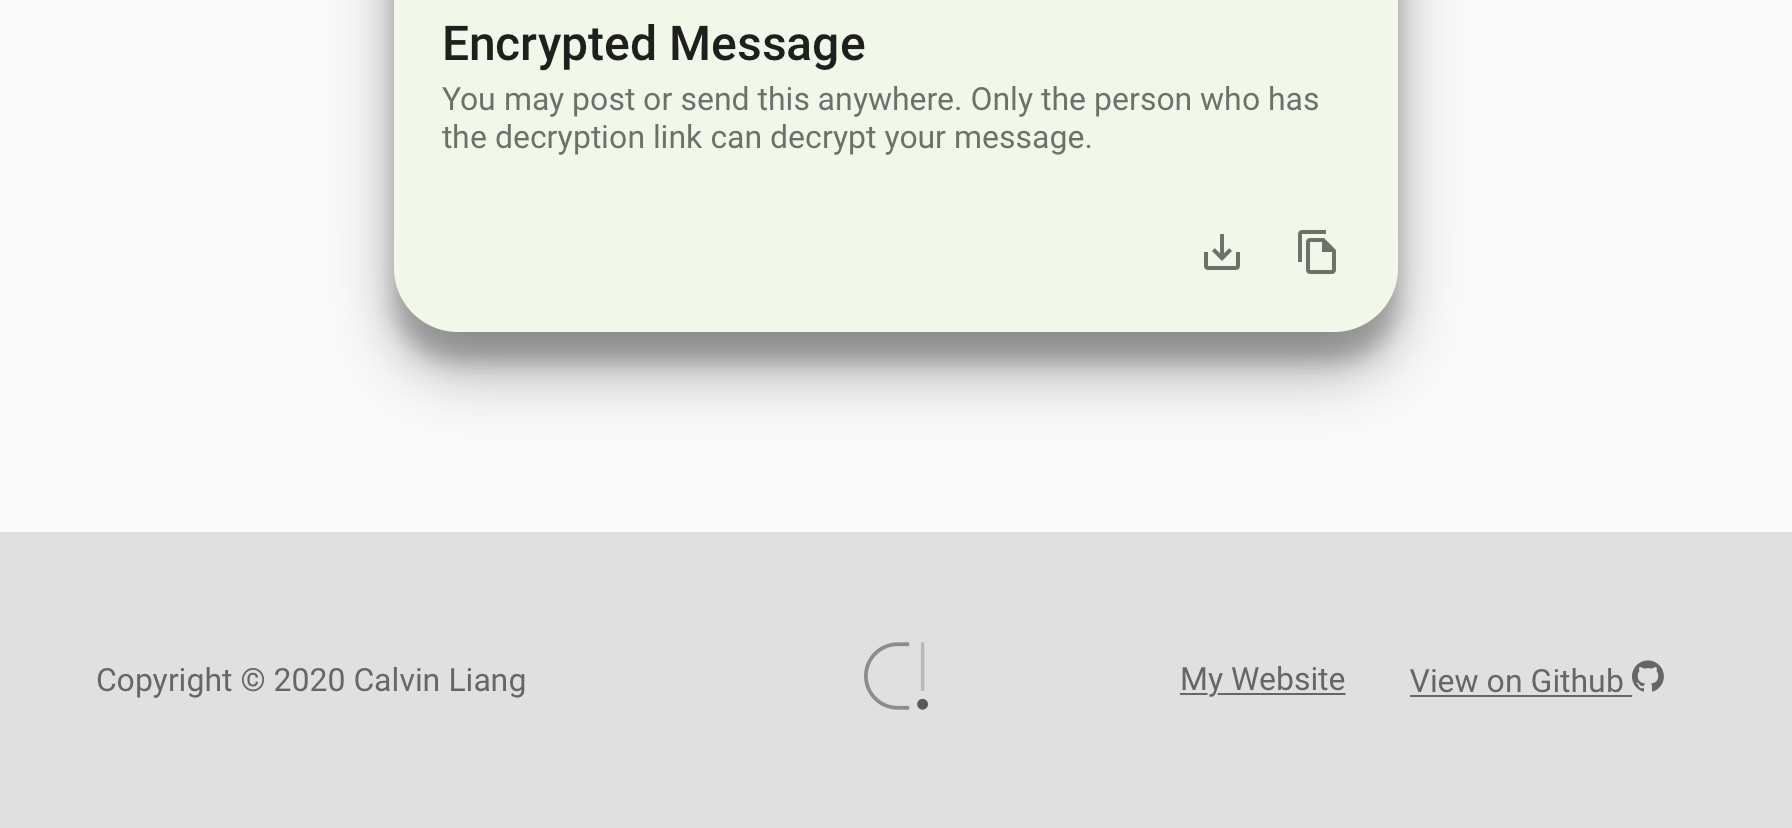 Encrypted Message
You may post or send this anywhere. Only the person who has
the decryption link can decrypt your message.
Copyright © 2020 Calvin Liang
My Website
View on Github